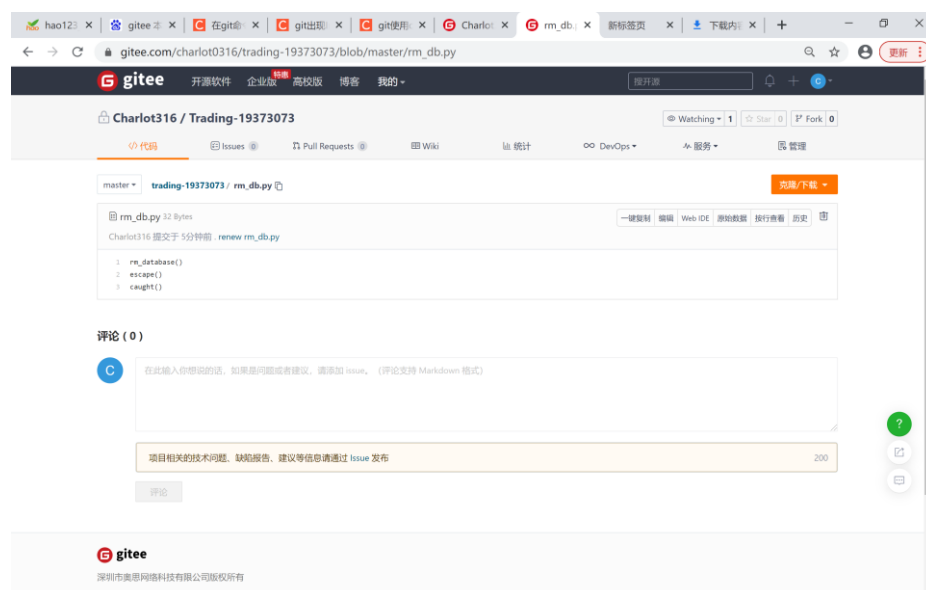 hao123
gitee 本
在git命
git出现
git使用
Charlot
rm_db.p
新标签页
下载内
gitee.com/charlot0316/trading-19373073/blob/master/rm_db.py
更新
gitee
开源软件 企业版 特惠 高校版 博客 我的
搜开源
C
Charlot316 / Trading-19373073
Watching 1 Star 0 Fork 0
代码 Issues 0 Pull Requests 0 Wiki 统计 DevOps 服务 管理
master trading-19373073 / rm_db.py
克隆/下载
rm_db.py 32 Bytes
一键复制 编辑 Web IDE 原始数据 按行查看 历史
Charlot316 提交于 5分钟前 . renew rm_db.py
1 rm_database()
2 escape()
3 caught()
评论 ( 0 )
C
在此输入你想说的话，如果是问题或者建议，请添加 issue。 (评论支持 Markdown 格式)
?
项目相关的技术问题、缺陷报告、建议等信息请通过 Issue 发布
200
评论
gitee
深圳市奥思网络科技有限公司版权所有